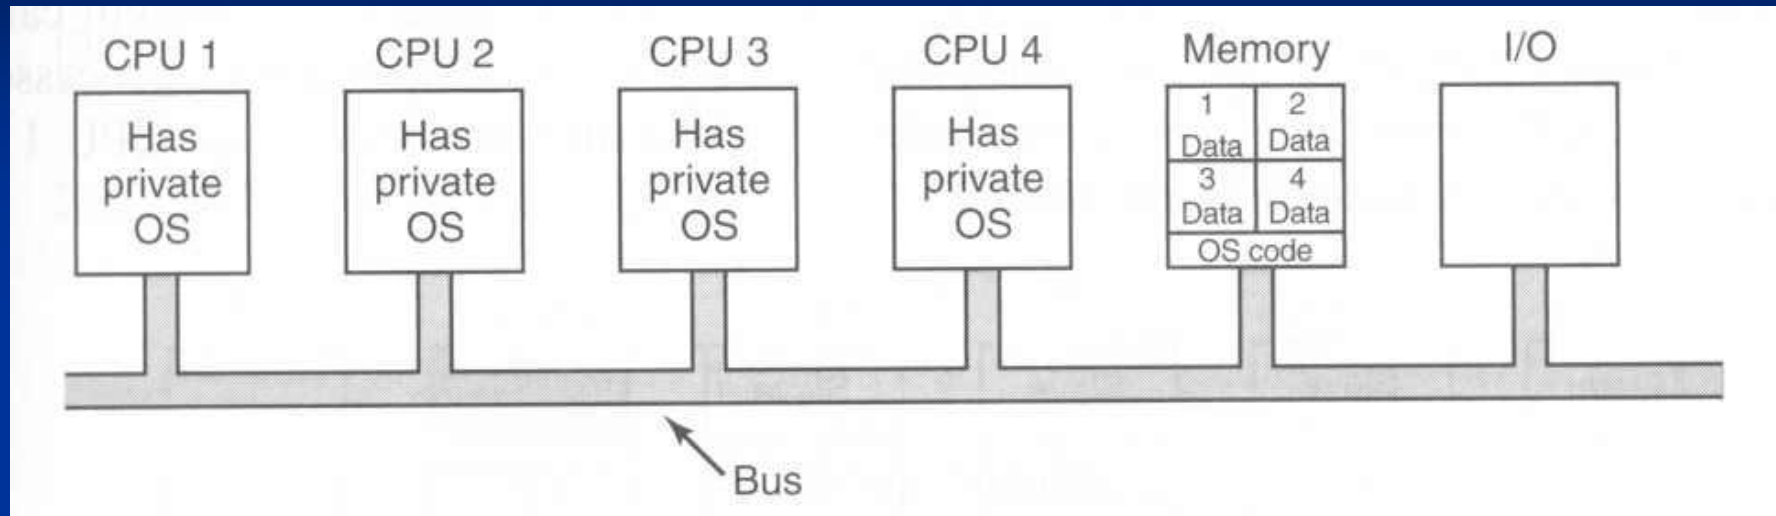 CPU 1
CPU 2
CPU 3
CPU 4
Memory
I/O
Has
private
OS
Has
private
OS
Has
private
OS
Has
private
OS
1
Data
2
Data
3
Data
4
Data
OS code
Bus